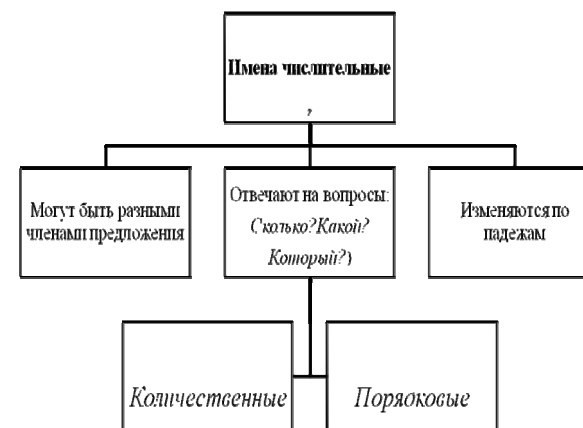 Имена числительные
,
Могут быть разными
членами предложения
Отвечают на вопросы:
Сколько?Какой?
Который?)
Изменяются по
падежам
Количественные
Порядковые